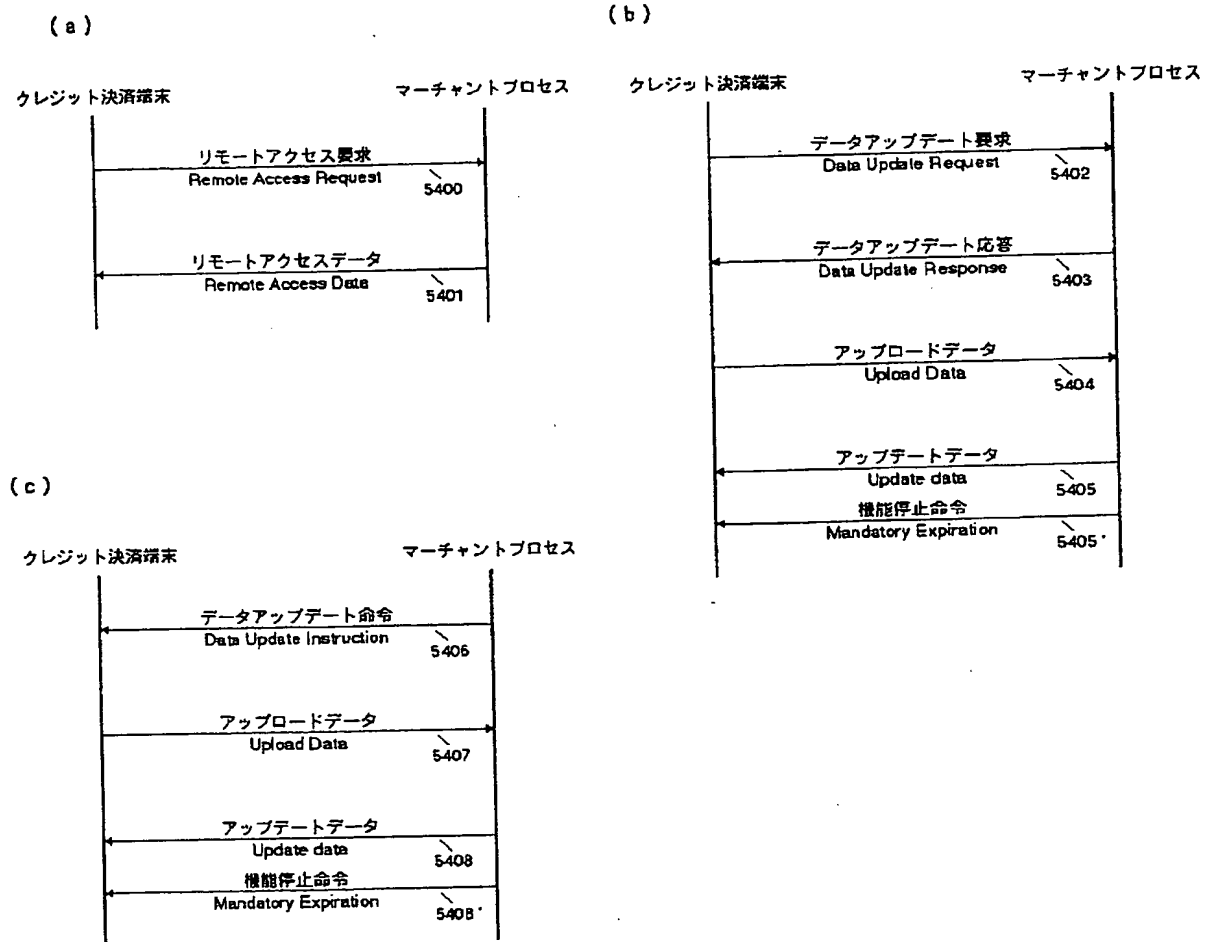 (a)
クレジット決済端末
マーチャントプロセス
リモートアクセス要求
Remote Access Request
5400
リモートアクセスデータ
Remote Access Data
5401
(b)
クレジット決済端末
マーチャントプロセス
データアップデート要求
Data Update Request
5402
データアップデート応答
Data Update Response
5403
アップロードデータ
Upload Data
5404
アップデートデータ
Update data
5405
機能停止命令
Mandatory Expiration
5405'
(c)
クレジット決済端末
マーチャントプロセス
データアップデート命令
Data Update Instruction
5406
アップロードデータ
Upload Data
5407
アップデートデータ
Update data
5408
機能停止命令
Mandatory Expiration
5408'